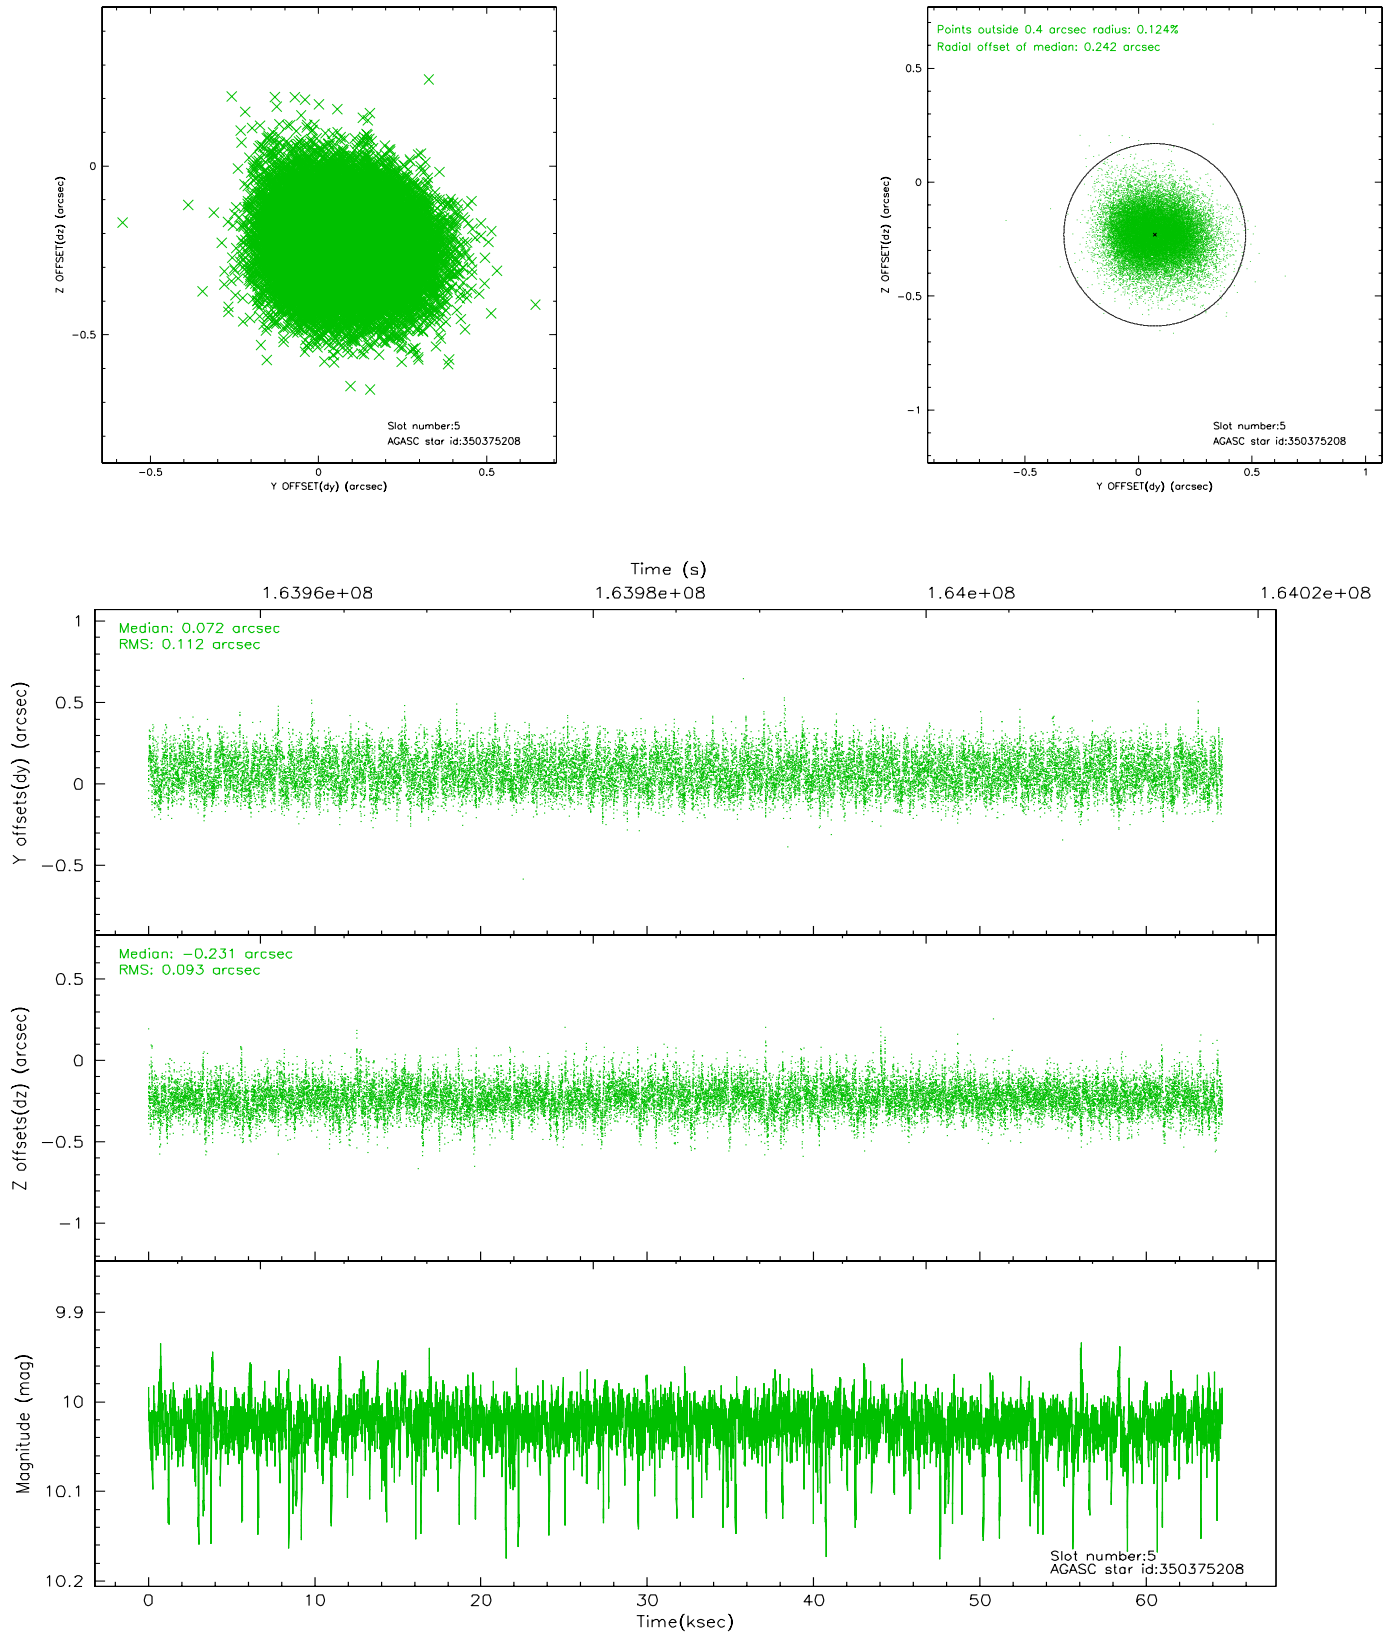 0
−0.5
Z OFFSET(dz) (arcsec)
−0.5
0
0.5
Y OFFSET(dy) (arcsec)
Slot number:5
AGASC star id:350375208
Points outside 0.4 arcsec radius: 0.124%
Radial offset of median: 0.242 arcsec
0.5
0
−0.5
−1
Z OFFSET(dz) (arcsec)
Slot number:5
AGASC star id:350375208
−0.5
0
0.5
1
Y OFFSET(dy) (arcsec)
Time (s)
1.6396e+08
1.6398e+08
1.64e+08
1.6402e+08
Median: 0.072 arcsec
RMS: 0.112 arcsec
1
0.5
0
−0.5
Y offsets(dy) (arcsec)
Median: −0.231 arcsec
RMS: 0.093 arcsec
0.5
0
−0.5
−1
Z offsets(dz) (arcsec)
9.9
10
10.1
10.2
Magnitude (mag)
Slot number:5
AGASC star id:350375208
0
10
20
30
40
50
60
Time(ksec)